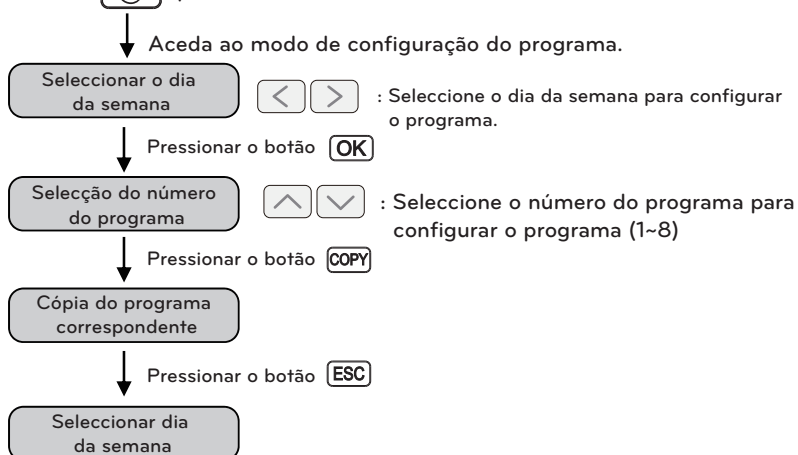 Aceda ao modo de configuração do programa.
Seleccionar o dia
da semana
: Seleccione o dia da semana para configurar
o programa.
Pressionar o botão OK
Selecção do número
do programa
: Seleccione o número do programa para
configurar o programa (1~8)
Pressionar o botão COPY
Cópia do programa
correspondente
Pressionar o botão ESC
Seleccionar dia
da semana